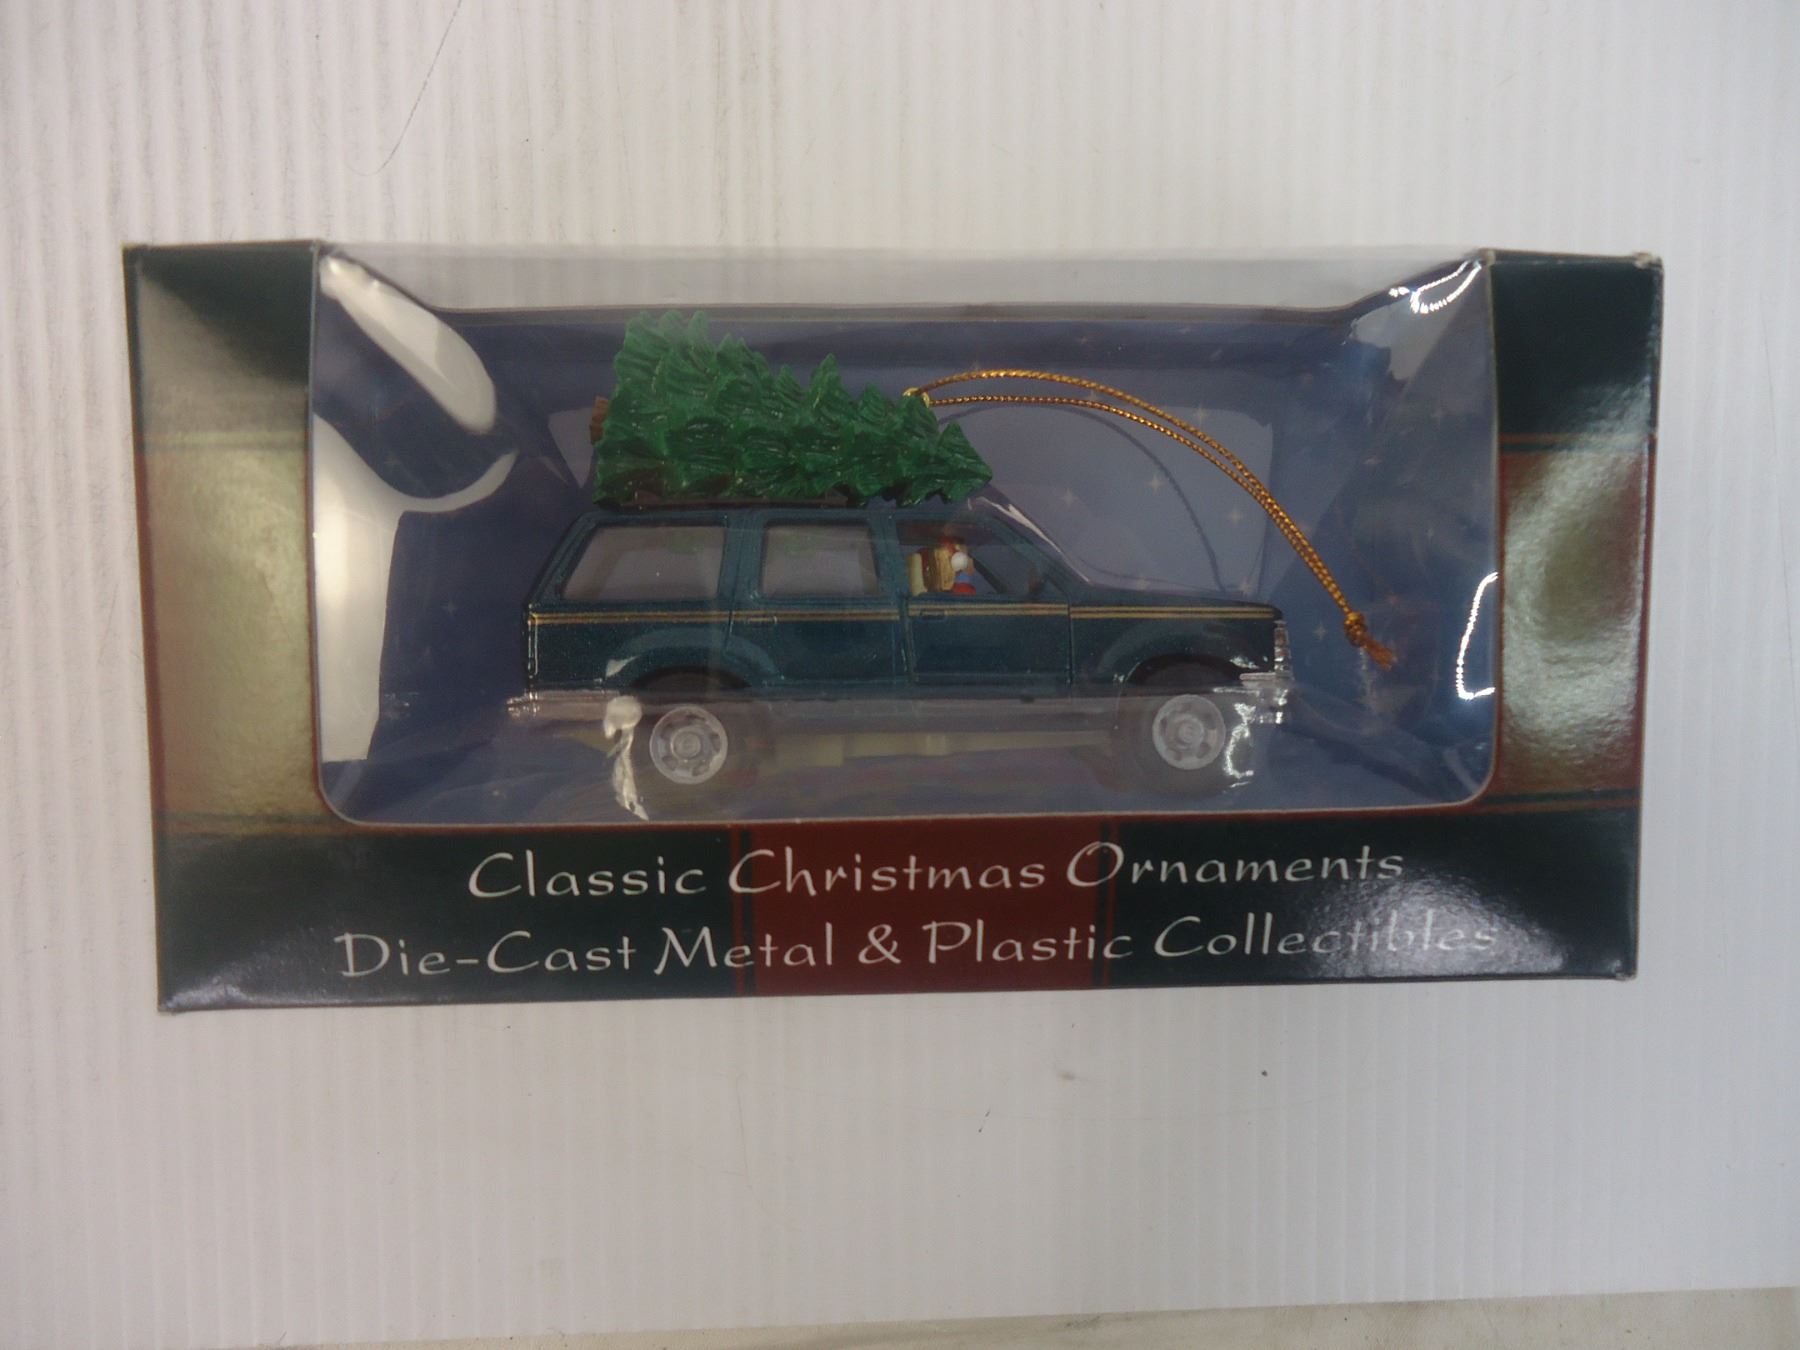 Classic Christmas Ornaments
Die-Cast Metal & Plastic Collectibles